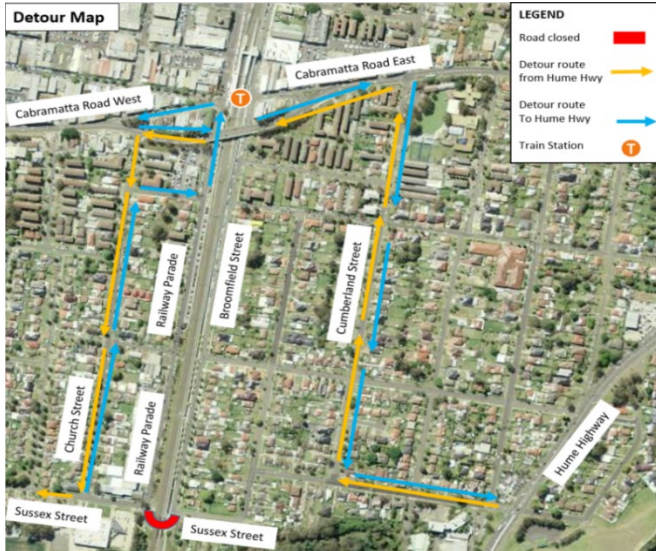 Detour Map
LEGEND
Road closed
Detour route
from Hume Hwy
Detour route
To Hume Hwy
Train Station
T
T
Cabramatta Road East
Cabramatta Road West
Railway Parade
Broomfield Street
Cumberland Street
Church Street
Railway Parade
Hume Highway
Sussex Street
Sussex Street